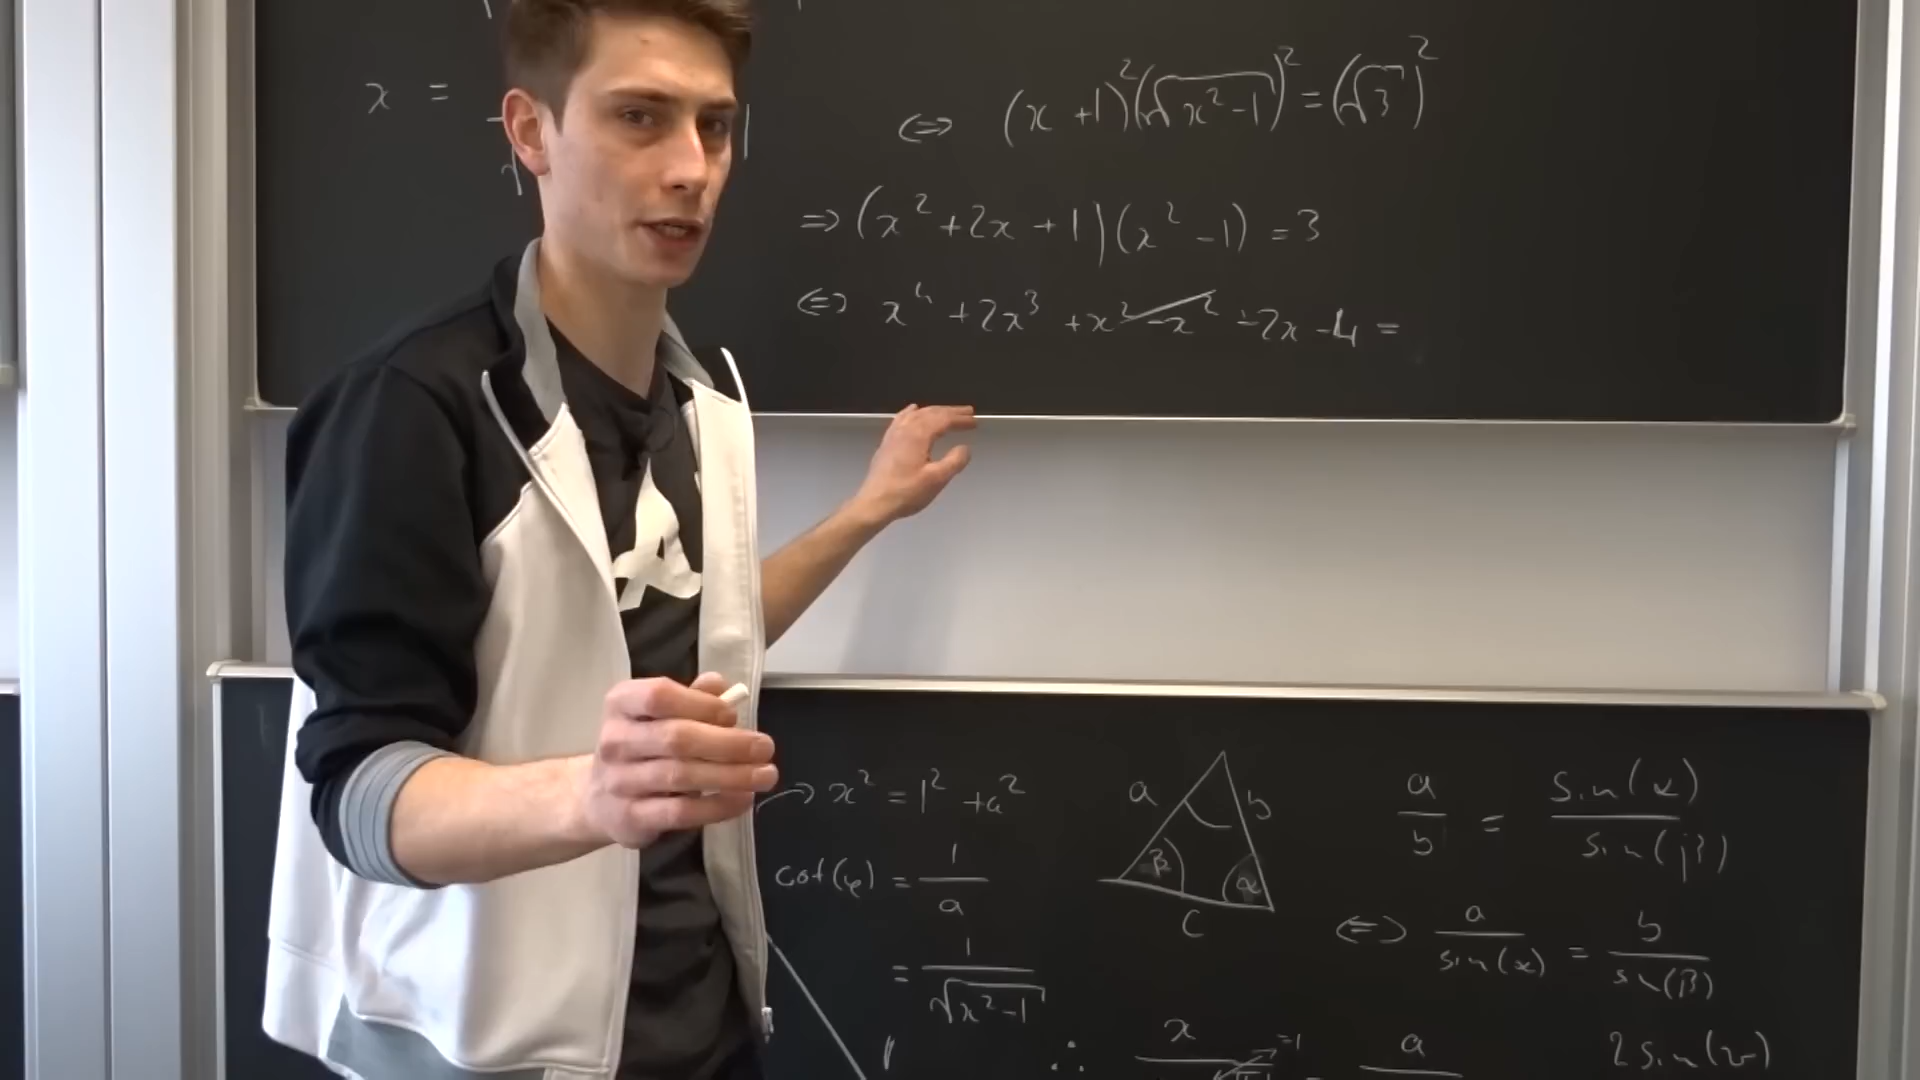 x =
⇔ (x+1)²(√x²-1)² = (√3)²
⇒ (x²+2x+1)(x²-1) = 3
⇔ x⁴ +2x³ +x² -x² -2x -4 =
→ x² = 1² + a²
cot(φ) = 1/a
= 1/√x²-1
a b c β α
a/b = sin(α)/sin(β)
⇔ a/sin(α) = b/sin(β)
∴ x
a
2 sin(